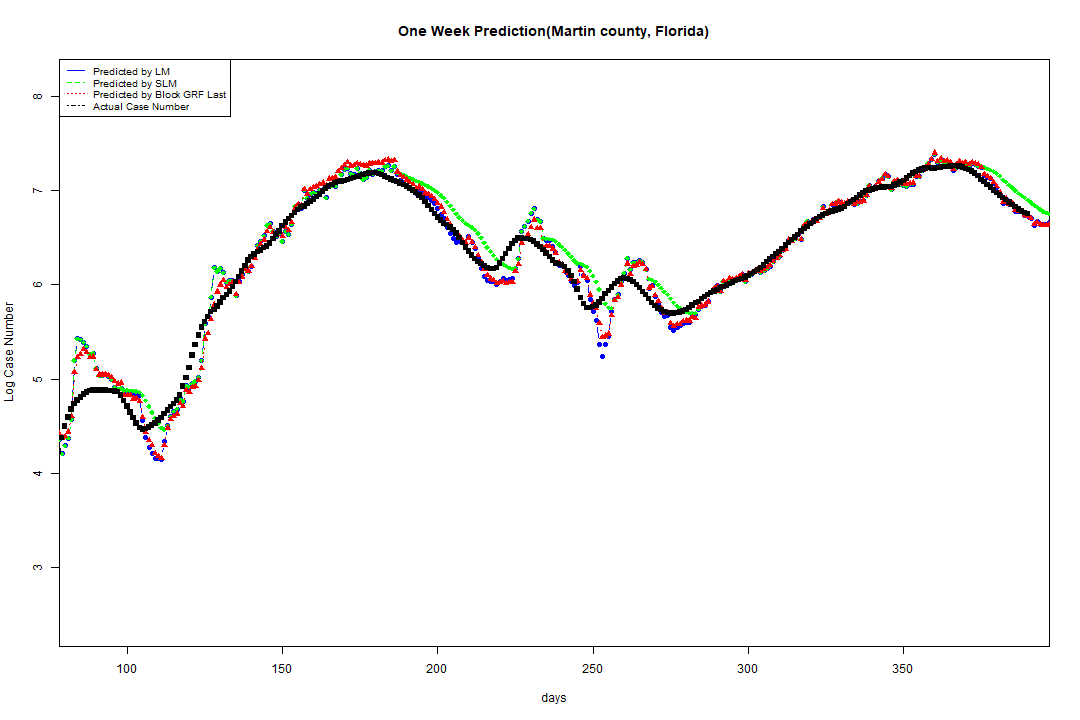 One Week Prediction(Martin county, Florida)
Predicted by LM
Predicted by SLM
Predicted by Block GRF Last
Actual Case Number
8
7
6
5
4
3
Log Case Number
100 150 200 250 300 350
days